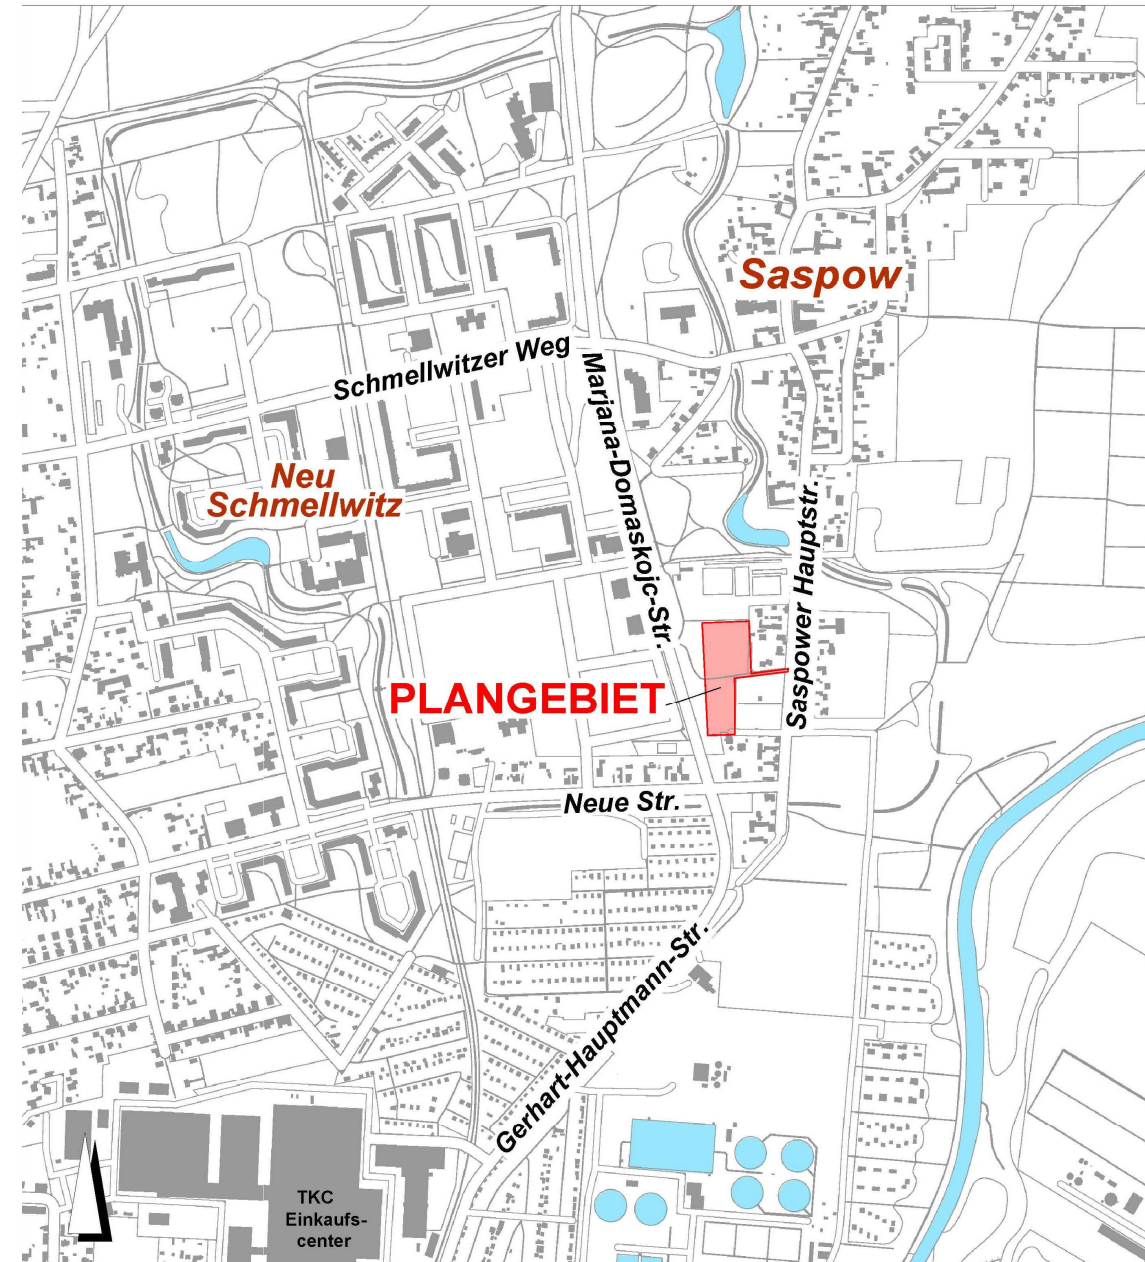 Saspow
Schmellwitzer Weg
Marjana-Domaskojc-Str.
Neu
Schmellwitz
Saspower Hauptstr.
PLANGEBIET
Neue Str.
Gerhart-Hauptmann-Str.
TKC
Einkaufs-
center